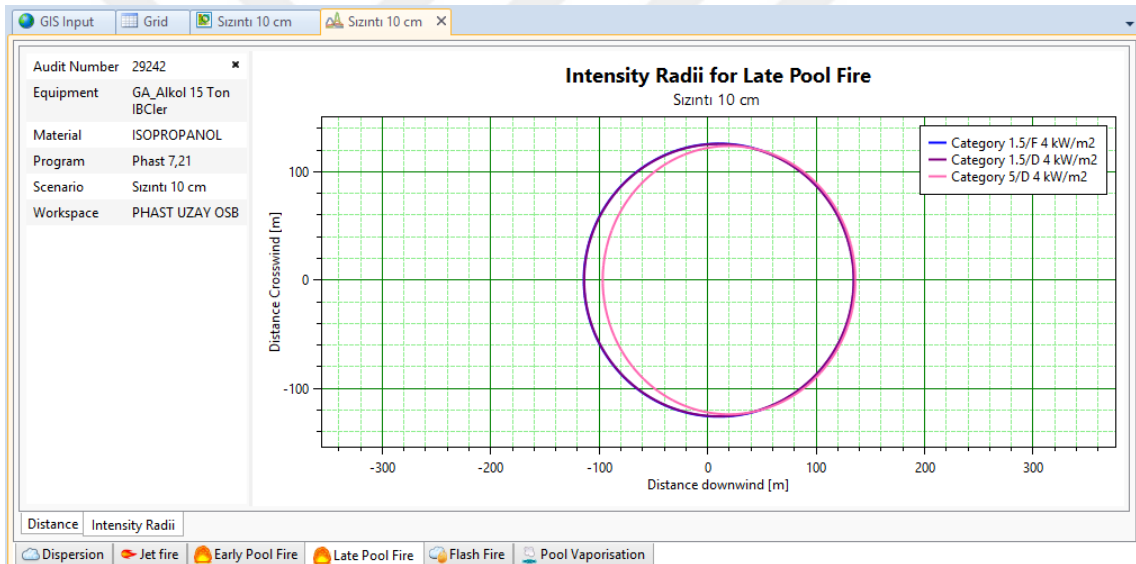 GIS Input Grid Sızıntı 10 cm Sızıntı 10 cm
Audit Number 29242
Equipment GA_Alkol 15 Ton
IBCler
Material ISOPROPANOL
Program Phast 7,21
Scenario Sızıntı 10 cm
Workspace PHAST UZAY OSB
Intensity Radii for Late Pool Fire
Sızıntı 10 cm
Category 1.5/F 4 kW/m2
Category 1.5/D 4 kW/m2
Category 5/D 4 kW/m2
Distance Crosswind [m]
100
0
-100
-300 -200 -100 0 100 200 300
Distance downwind [m]
Distance Intensity Radii
Dispersion Jet fire Early Pool Fire Late Pool Fire Flash Fire Pool Vaporisation